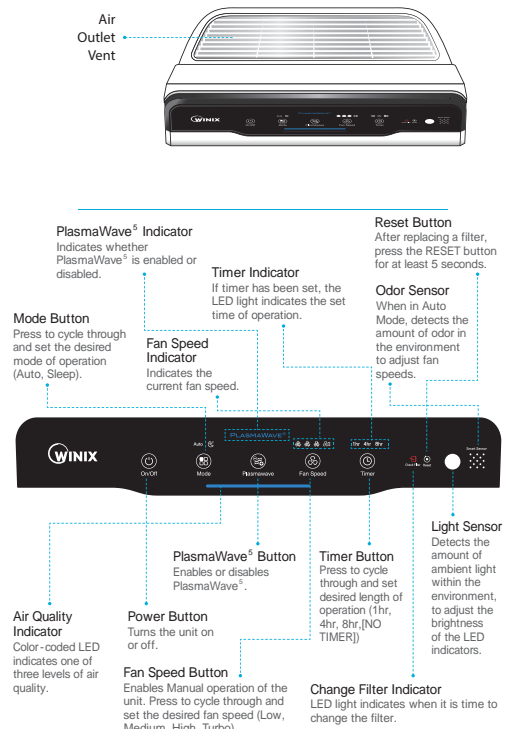 Air
Outlet
Vent
WINIX
PlasmaWave⁵ Indicator
Indicates whether
PlasmaWave⁵ is enabled or
disabled.
Reset Button
After replacing a filter,
press the RESET button
for at least 5 seconds.
Timer Indicator
If timer has been set, the
LED light indicates the set
time of operation.
Odor Sensor
When in Auto
Mode, detects the
amount of odor in
the environment
to adjust fan
speeds.
Mode Button
Press to cycle through
and set the desired
mode of operation
(Auto, Sleep).
Fan Speed
Indicator
Indicates the
current fan speed.
WINIX
Auto
PLASMAWAVE®
1hr 4hr 8hr
Smart Sensor
On/Off
Mode
Plasmawave
Fan Speed
Timer
Check Filter
Reset
Light Sensor
Detects the
amount of
ambient light
within the
environment,
to adjust the
brightness
of the LED
indicators.
PlasmaWave⁵ Button
Enables or disables
PlasmaWave⁵.
Timer Button
Press to cycle
through and set
desired length of
operation (1hr,
4hr, 8hr,[NO
TIMER])
Air Quality
Indicator
Color-coded LED
indicates one of
three levels of air
quality.
Power Button
Turns the unit on
or off.
Fan Speed Button
Enables Manual operation of the
unit. Press to cycle through and
set the desired fan speed (Low,
Medium, High, Turbo)
Change Filter Indicator
LED light indicates when it is time to
change the filter.